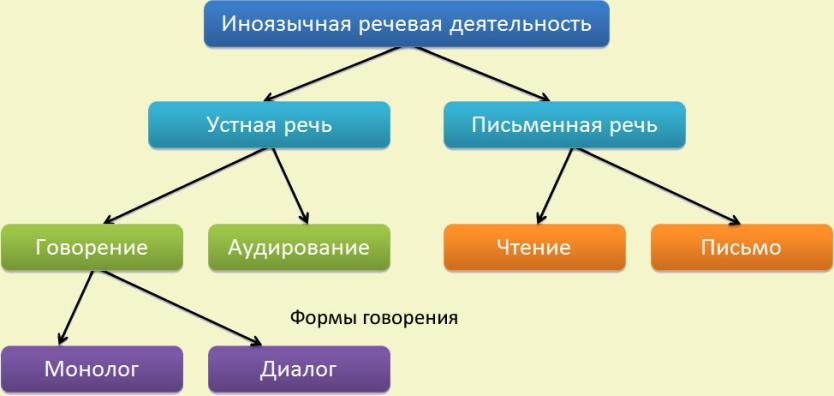 Иноязычная речевая деятельность
Устная речь
Письменная речь
Говорение
Аудирование
Чтение
Письмо
Формы говорения
Монолог
Диалог